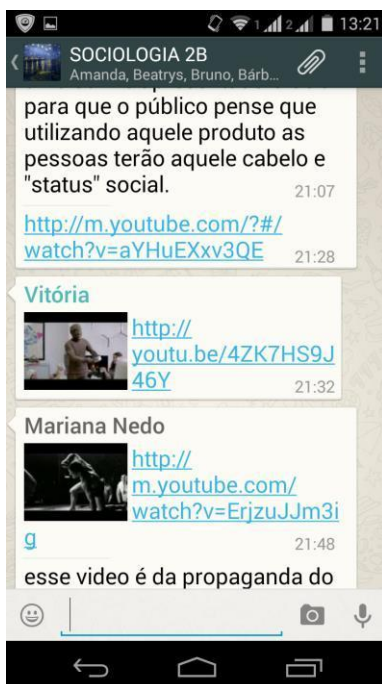 1 2 13:21
SOCIOLOGIA 2B
Amanda, Beatrys, Bruno, Bárb...
para que o público pense que
utilizando aquele produto as
pessoas terão aquele cabelo e
"status" social.
21:07
http://m.youtube.com/?#/
watch?v=aYHuEXxv3QE
21:28
Vitória
http://
youtu.be/4ZK7HS9J
46Y
21:32
Mariana Nedo
http://
m.youtube.com/
watch?v=ErjzuJJm3i
g
21:48
esse video é da propaganda do